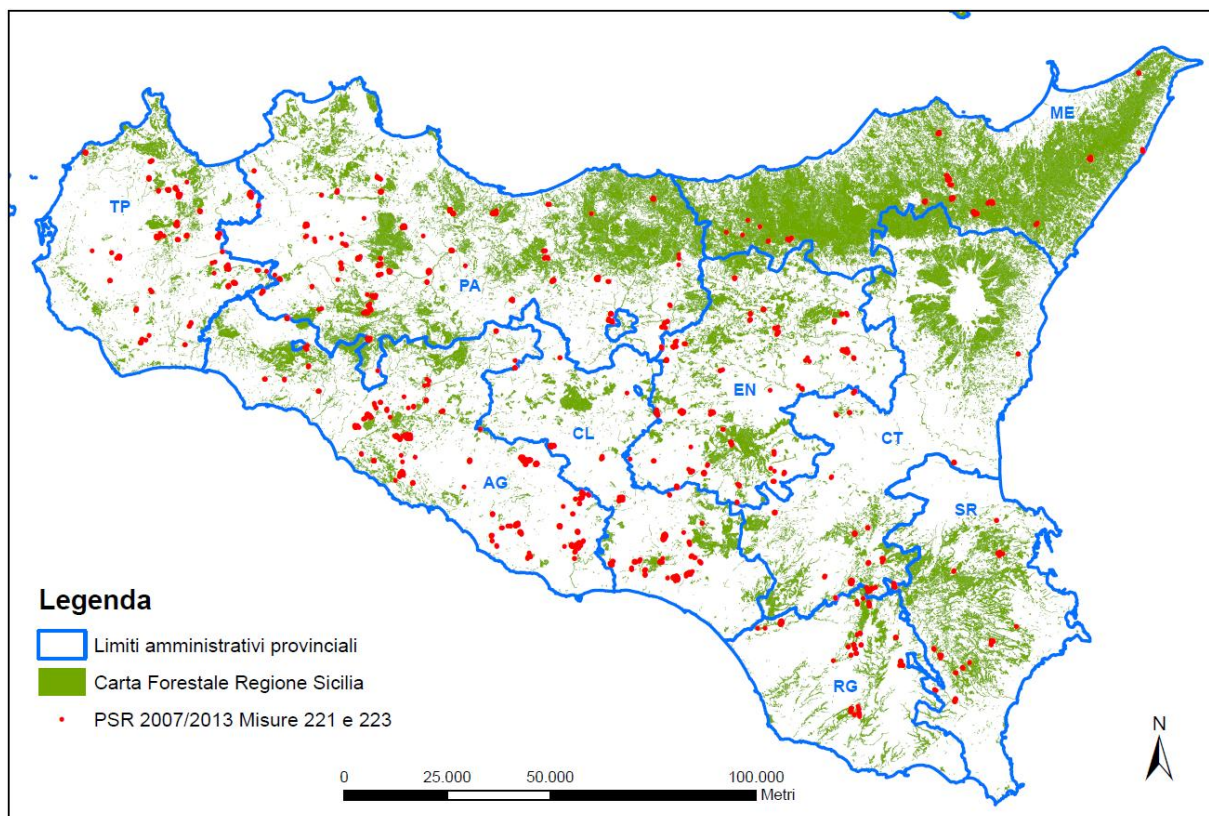 ME
TP
PA
EN
CL
CT
AG
SR
RG
Legenda
Limiti amministrativi provinciali
Carta Forestale Regione Sicilia
PSR 2007/2013 Misure 221 e 223
N
0 25.000 50.000 100.000
Metri